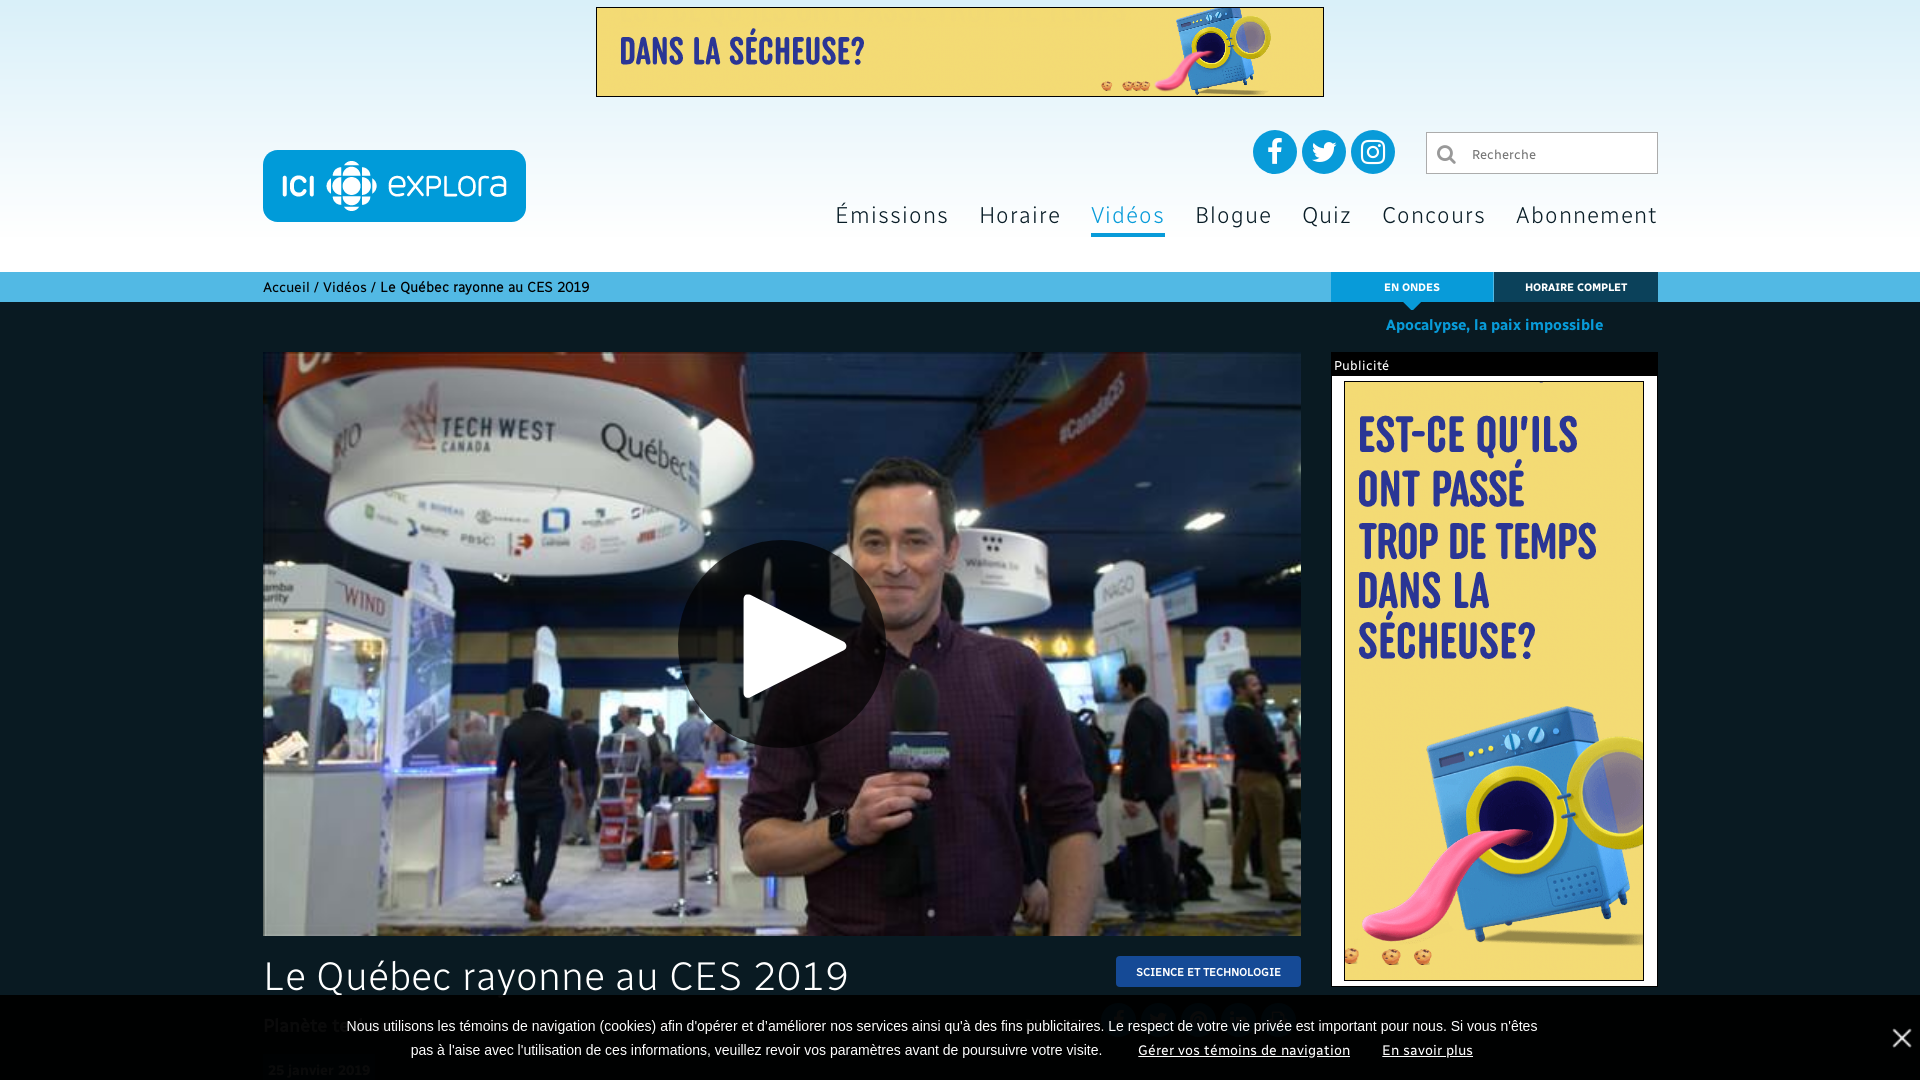 DANS LA SÉCHEUSE?
ICI explora
Recherche
Émissions Horaire Vidéos Blogue Quiz Concours Abonnement
Accueil / Vidéos / Le Québec rayonne au CES 2019
EN ONDES
HORAIRE COMPLET
Apocalypse, la paix impossible
Publicité
EST-CE QU'ILS
ONT PASSÉ
TROP DE TEMPS
DANS LA
SÉCHEUSE?
TECH WEST
CANADA
Québec
#CanadaCES
WIND
Le Québec rayonne au CES 2019
SCIENCE ET TECHNOLOGIE
Nous utilisons les témoins de navigation (cookies) afin d'opérer et d’améliorer nos services ainsi qu'à des fins publicitaires. Le respect de votre vie privée est important pour nous. Si vous n'êtes
pas à l'aise avec l'utilisation de ces informations, veuillez revoir vos paramètres avant de poursuivre votre visite. Gérer vos témoins de navigation En savoir plus
25 janvier 2019